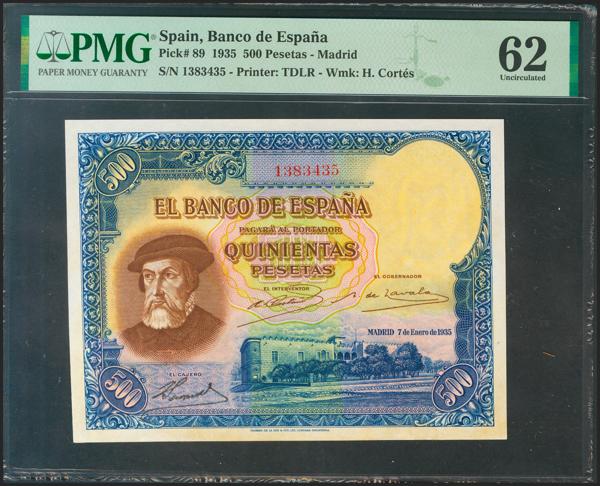 PMG
PAPER MONEY GUARANTY
Spain, Banco de España
Pick# 89 1935 500 Pesetas - Madrid
S/N 1383435 - Printer: TDLR - Wmk: H. Cortés
62
Uncirculated
500
1383435
EL BANCO DE ESPAÑA
PAGARÁ AL PORTADOR
QUINIENTAS
PESETAS
EL INTERVENTOR
EL GOBERNADOR
MADRID 7 de Enero de 1935
EL CAJERO
500
500